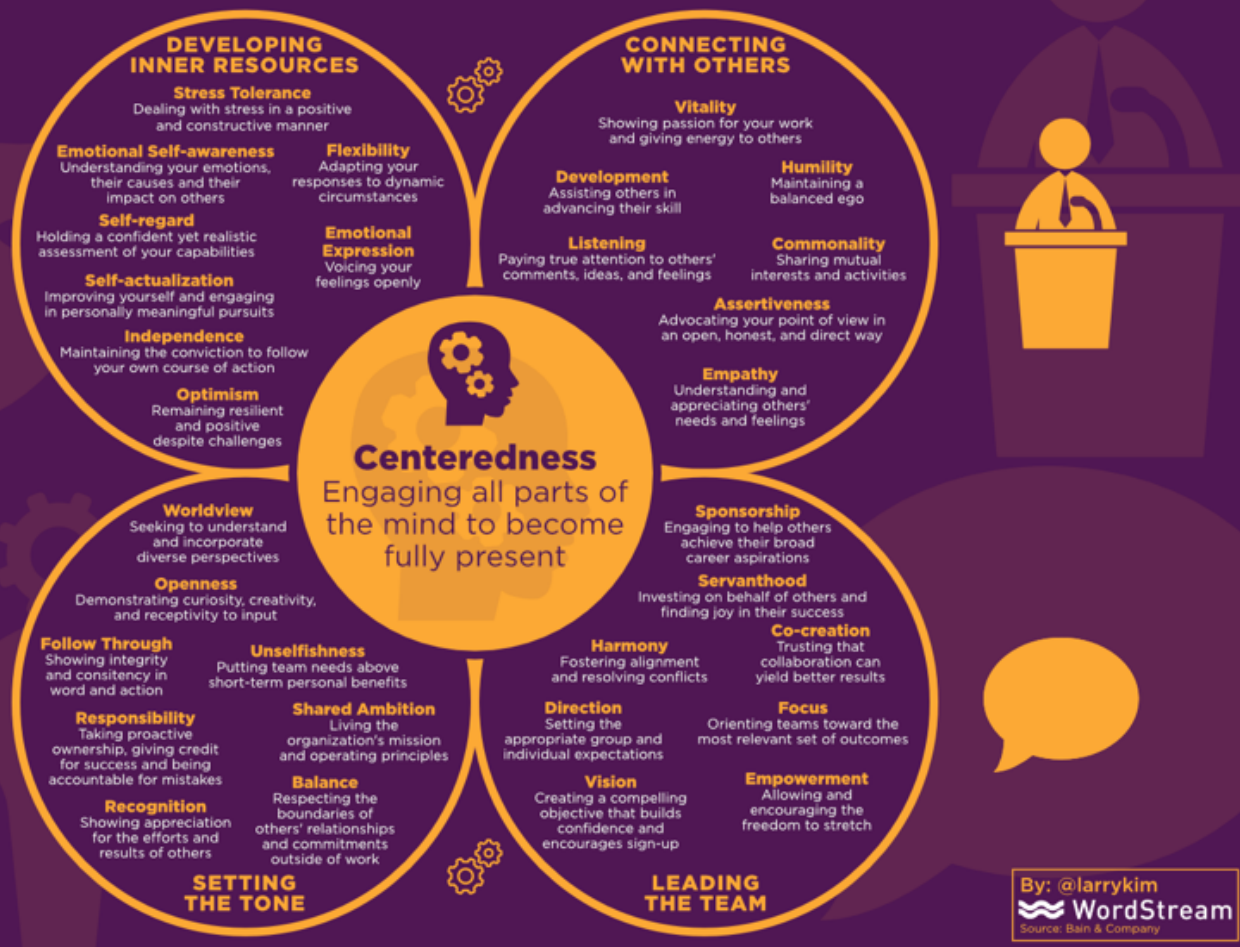 DEVELOPING
INNER RESOURCES
Stress Tolerance
Dealing with stress in a positive
and constructive manner
Emotional Self-awareness
Understanding your emotions,
their causes and their
impact on others
Flexibility
Adapting your
responses to dynamic
circumstances
Self-regard
Holding a confident yet realistic
assessment of your capabilities
Emotional
Expression
Voicing your
feelings openly
Self-actualization
Improving yourself and engaging
in personally meaningful pursuits
Independence
Maintaining the conviction to follow
your own course of action
Optimism
Remaining resilient
and positive
despite challenges
CONNECTING
WITH OTHERS
Vitality
Showing passion for your work
and giving energy to others
Development
Assisting others in
advancing their skill
Humility
Maintaining a
balanced ego
Listening
Paying true attention to others'
comments, ideas, and feelings
Commonality
Sharing mutual
interests and activities
Assertiveness
Advocating your point of view in
an open, honest, and direct way
Empathy
Understanding and
appreciating others'
needs and feelings
Centeredness
Engaging all parts of
the mind to become
fully present
Worldview
Seeking to understand
and incorporate
diverse perspectives
Openness
Demonstrating curiosity, creativity,
and receptivity to input
Follow Through
Showing integrity
and consitency in
word and action
Unselfishness
Putting team needs above
short-term personal benefits
Responsibility
Taking proactive
ownership, giving credit
for success and being
accountable for mistakes
Shared Ambition
Living the
organization's mission
and operating principles
Recognition
Showing appreciation
for the efforts and
results of others
Balance
Respecting the
boundaries of
others' relationships
and commitments
outside of work
SETTING
THE TONE
Sponsorship
Engaging to help others
achieve their broad
career aspirations
Servanthood
Investing on behalf of others and
finding joy in their success
Harmony
Fostering alignment
and resolving conflicts
Co-creation
Trusting that
collaboration can
yield better results
Direction
Setting the
appropriate group and
individual expectations
Focus
Orienting teams toward the
most relevant set of outcomes
Vision
Creating a compelling
objective that builds
confidence and
encourages sign-up
Empowerment
Allowing and
encouraging the
freedom to stretch
LEADING
THE TEAM
By: @larrykim
WordStream
Source: Bain & Company